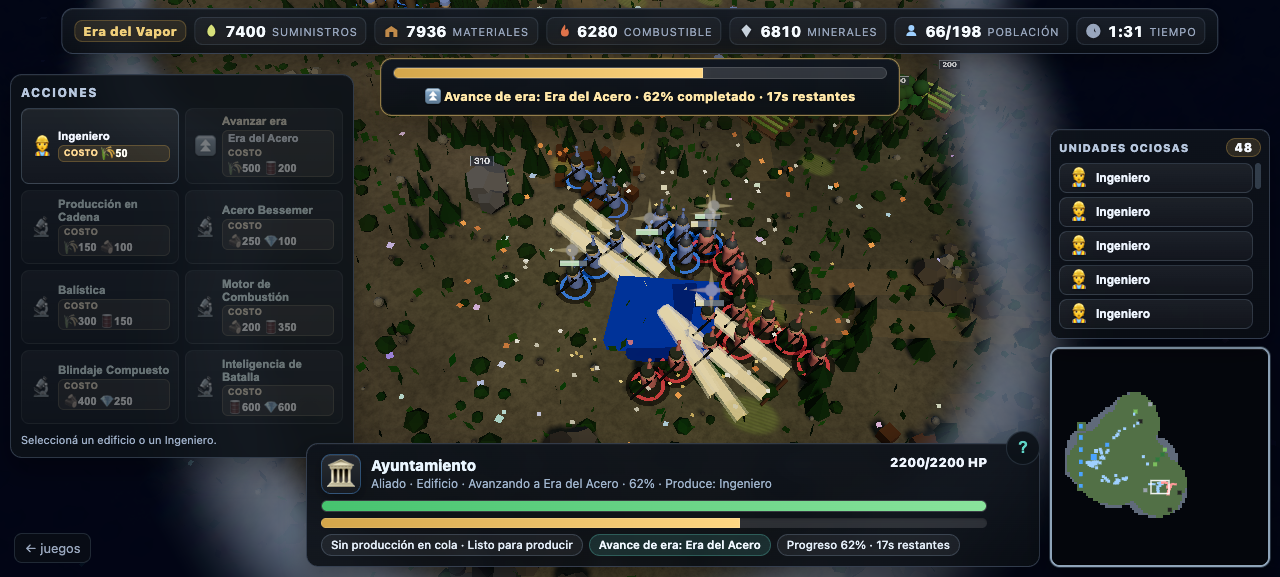 Era del Vapor
7400 SUMINISTROS
7936 MATERIALES
6280 COMBUSTIBLE
6810 MINERALES
66/198 POBLACIÓN
1:31 TIEMPO
Avance de era: Era del Acero · 62% completado · 17s restantes
200
310
ACCIONES
Ingeniero
COSTO 50
Avanzar era
Era del Acero
COSTO
500 200
Producción en
Cadena
COSTO
150 100
Acero Bessemer
COSTO
250 100
Balística
COSTO
300 150
Motor de
Combustión
COSTO
200 350
Blindaje Compuesto
COSTO
400 250
Inteligencia de
Batalla
COSTO
600 600
Seleccioná un edificio o un Ingeniero.
UNIDADES OCIOSAS 48
Ingeniero
Ingeniero
Ingeniero
Ingeniero
Ingeniero
Ayuntamiento
2200/2200 HP
?
Aliado · Edificio · Avanzando a Era del Acero · 62% · Produce: Ingeniero
Sin producción en cola · Listo para producir
Avance de era: Era del Acero
Progreso 62% · 17s restantes
← juegos